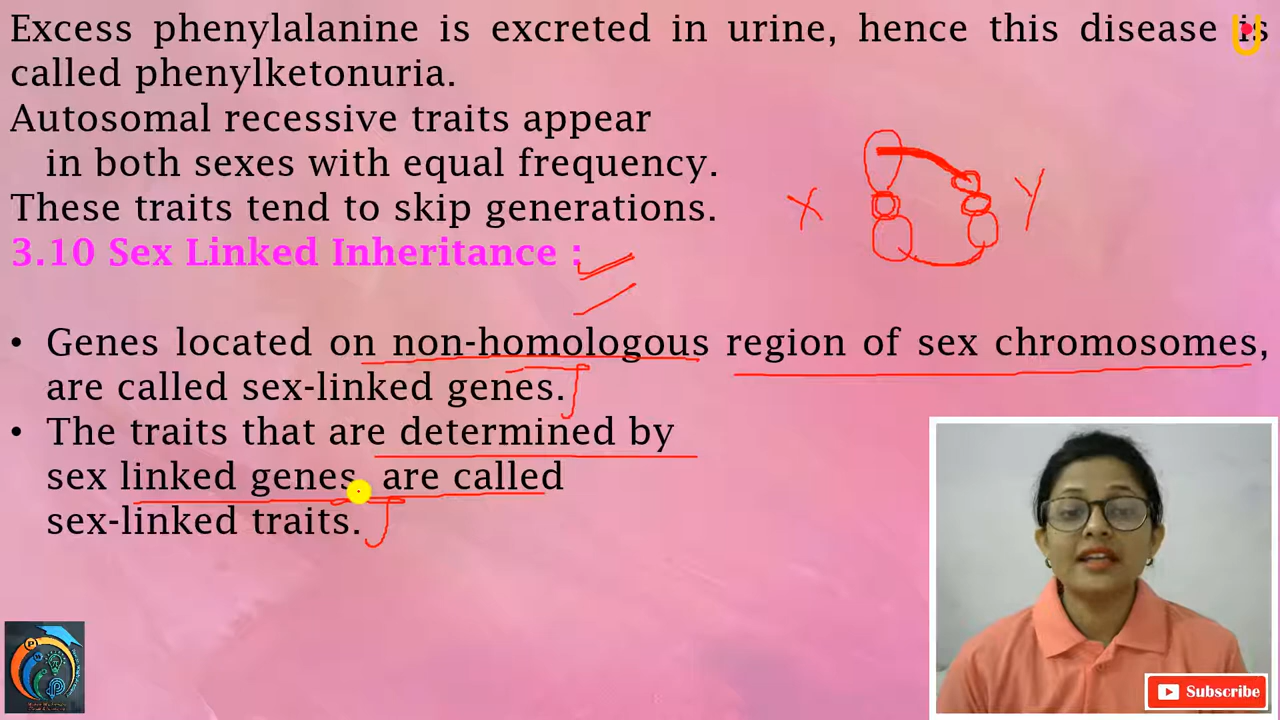 Excess phenylalanine is excreted in urine, hence this disease is
called phenylketonuria.
Autosomal recessive traits appear
in both sexes with equal frequency.
These traits tend to skip generations.
X Y
3.10 Sex Linked Inheritance :
• Genes located on non-homologous region of sex chromosomes,
are called sex-linked genes.
• The traits that are determined by
sex linked genes, are called
sex-linked traits.
Subscribe